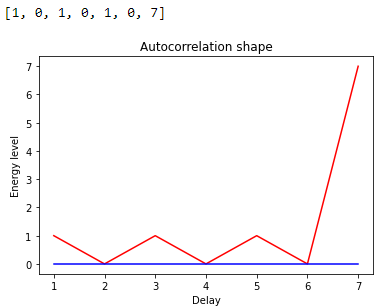 [1, 0, 1, 0, 1, 0, 7]
Autocorrelation shape
7
6
5
4
3
2
1
0
Energy level
1 2 3 4 5 6 7
Delay